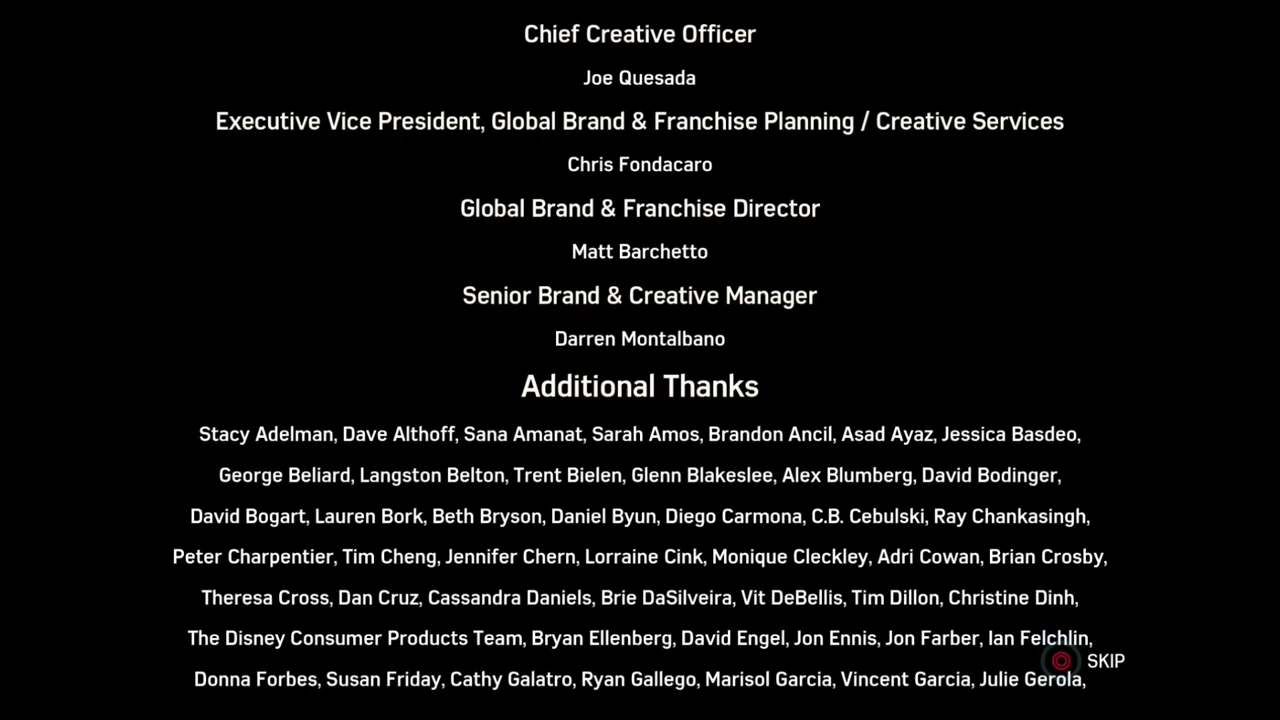 Chief Creative Officer
Joe Quesada
Executive Vice President, Global Brand & Franchise Planning / Creative Services
Chris Fondacaro
Global Brand & Franchise Director
Matt Barchetto
Senior Brand & Creative Manager
Darren Montalbano
Additional Thanks
Stacy Adelman, Dave Althoff, Sana Amanat, Sarah Amos, Brandon Ancil, Asad Ayaz, Jessica Basdeo,
George Beliard, Langston Belton, Trent Bielen, Glenn Blakeslee, Alex Blumberg, David Bodinger,
David Bogart, Lauren Bork, Beth Bryson, Daniel Byun, Diego Carmona, C.B. Cebulski, Ray Chankasingh,
Peter Charpentier, Tim Cheng, Jennifer Chern, Lorraine Cink, Monique Cleckley, Adri Cowan, Brian Crosby,
Theresa Cross, Dan Cruz, Cassandra Daniels, Brie DaSilveira, Vit DeBellis, Tim Dillon, Christine Dinh,
The Disney Consumer Products Team, Bryan Ellenberg, David Engel, Jon Ennis, Jon Farber, Ian Felchlin,
SKIP
Donna Forbes, Susan Friday, Cathy Galatro, Ryan Gallego, Marisol Garcia, Vincent Garcia, Julie Gerola,